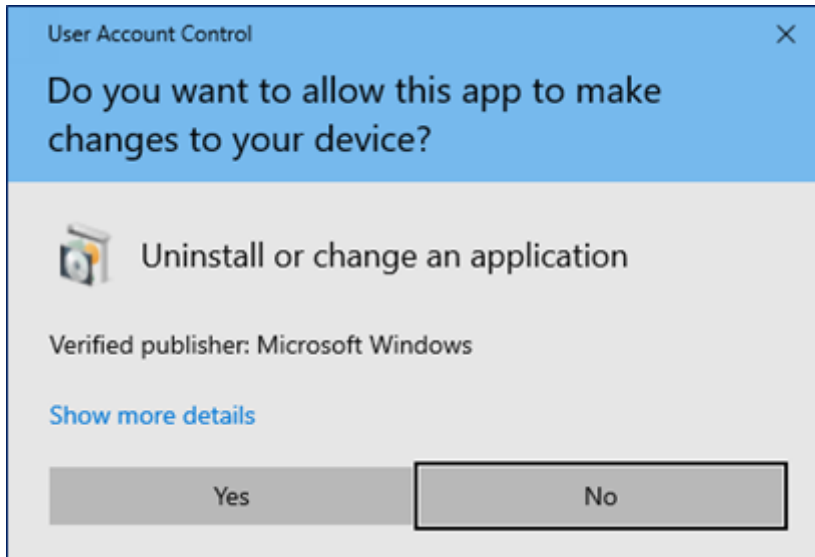 User Account Control
Do you want to allow this app to make
changes to your device?
Uninstall or change an application
Verified publisher: Microsoft Windows
Show more details
Yes
No